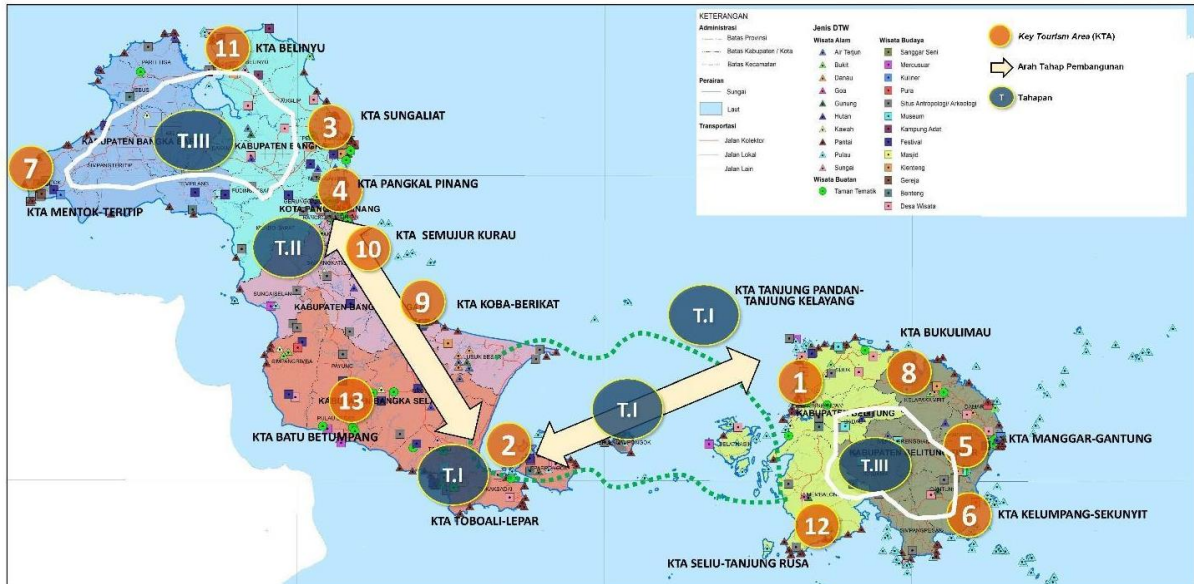 KETERANGAN
Administrasi
Batas Provinsi
Batas Kabupaten / Kota
Batas Kecamatan
Perairan
Sungai
Laut
Transportasi
Jalan Kolektor
Jalan Lokal
Jalan Lain
Jenis DTW
Wisata Alam
Air Terjun
Bukit
Danau
Goa
Gunung
Hutan
Kawah
Pantai
Pulau
Sungai
Wisata Buatan
Taman Tematik
Wisata Budaya
Sanggar Seni
Mercusuar
Kuliner
Pura
Situs Antropologi/ Arkeologi
Museum
Kampung Adat
Festival
Masjid
Klenteng
Gereja
Benteng
Desa Wisata
Key Tourism Area (KTA)
Arah Tahap Pembangunan
T Tahapan
11
KTA BELINYU
3
KTA SUNGALIAT
T.III
7
KTA MENTOK-TERITIP
4
KTA PANGKAL PINANG
T.II
10
KTA SEMUJUR KURAU
9
KTA KOBA-BERIKAT
13
KTA BATU BETUMPANG
T.I
2
KTA TOBOALI-LEPAR
T.I
T.I
KTA TANJUNG PANDAN-
TANJUNG KELAYANG
1
8
KTA BUKULIMAU
KABUPATEN BELITUNG
T.III
5
KTA MANGGAR-GANTUNG
6
KTA KELUMPANG-SEKUNYIT
12
KTA SELIU-TANJUNG RUSA
SIMPANGTERITIP
SUNGAISELAN
PAYUNG